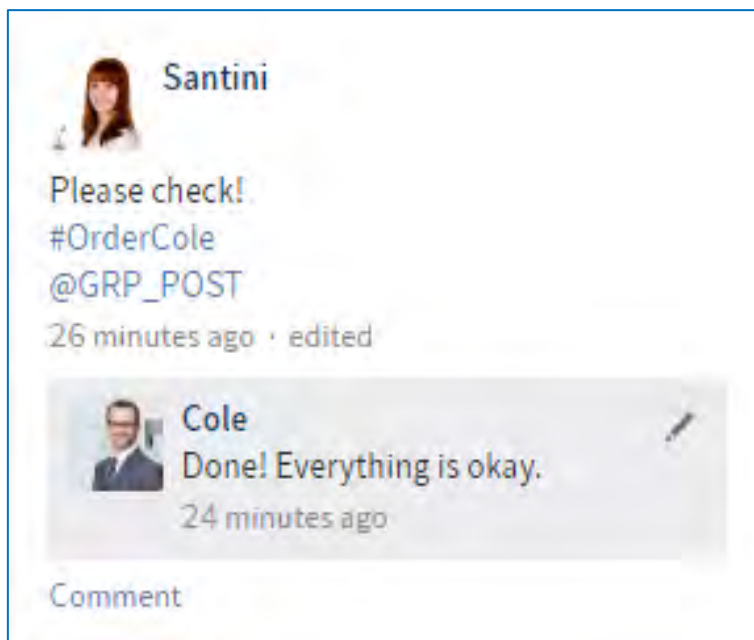 Santini
Please check!
#OrderCole
@GRP_POST
26 minutes ago · edited
Cole
Done! Everything is okay.
24 minutes ago
Comment